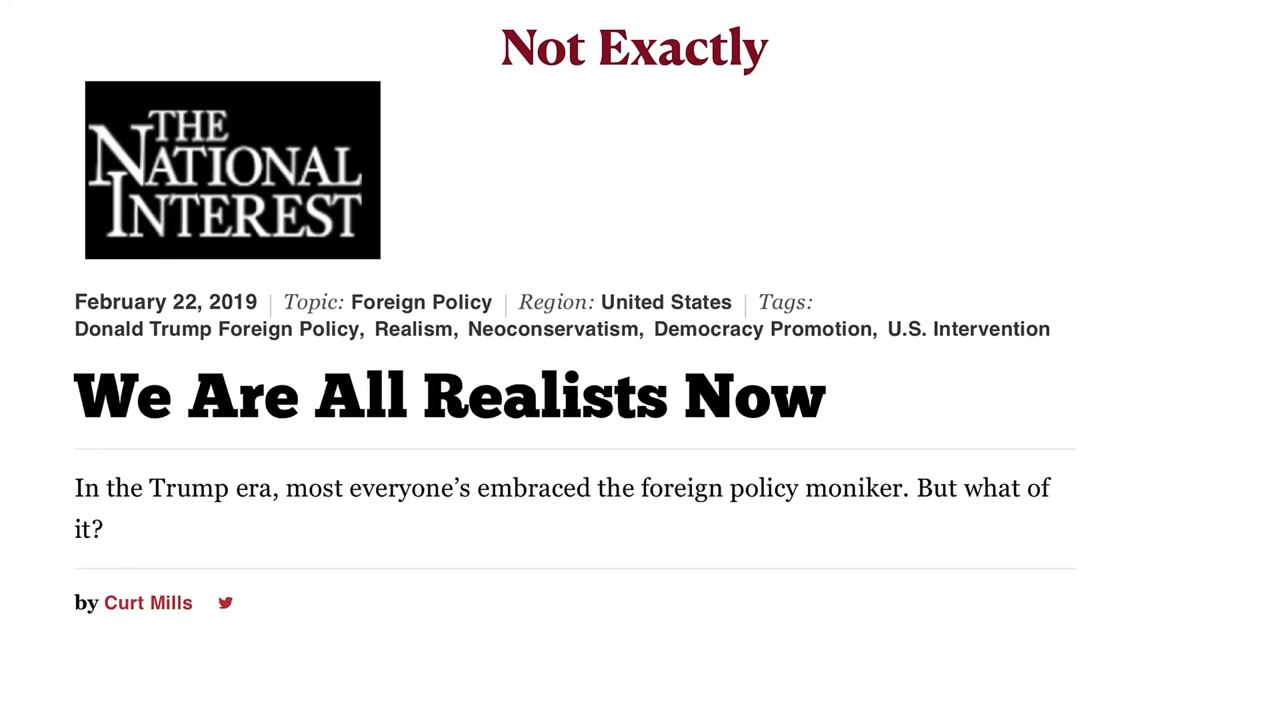 Not Exactly
THE
NATIONAL
INTEREST
February 22, 2019 | Topic: Foreign Policy | Region: United States | Tags:
Donald Trump Foreign Policy, Realism, Neoconservatism, Democracy Promotion, U.S. Intervention
We Are All Realists Now
In the Trump era, most everyone’s embraced the foreign policy moniker. But what of
it?
by Curt Mills